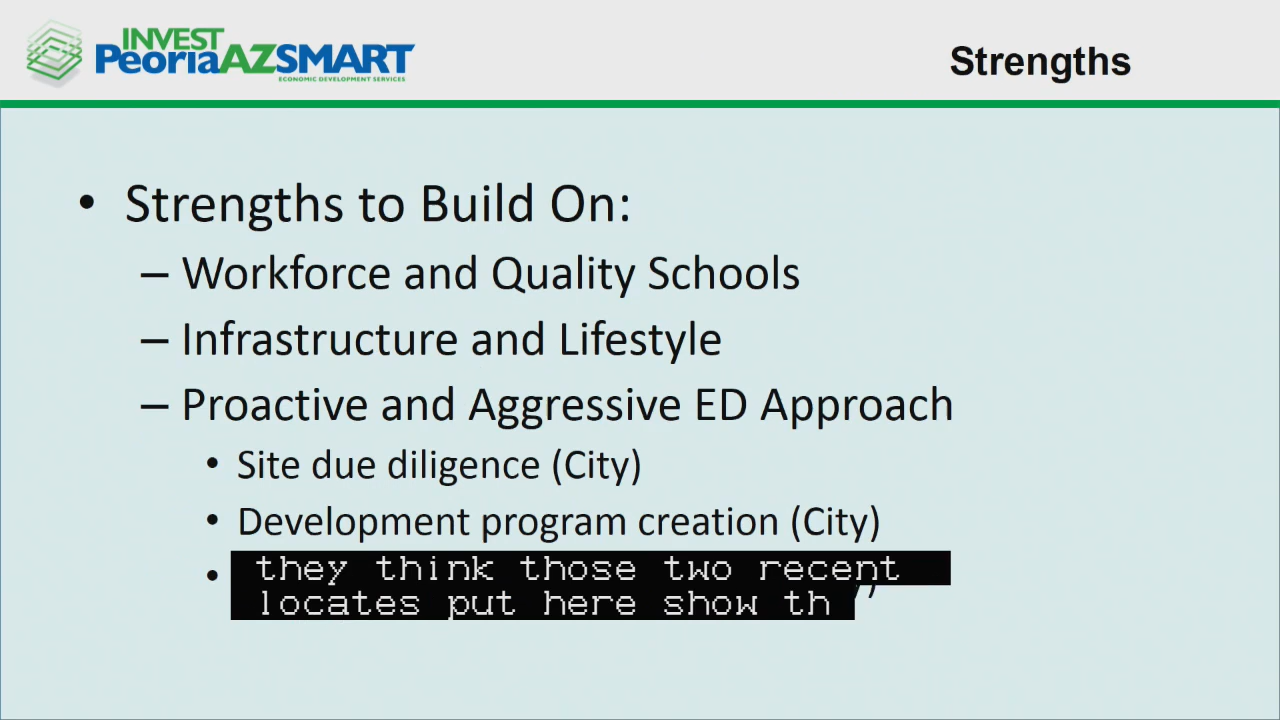 INVEST
PeoriaAZSMART
ECONOMIC DEVELOPMENT SERVICES
Strengths
• Strengths to Build On:
– Workforce and Quality Schools
– Infrastructure and Lifestyle
– Proactive and Aggressive ED Approach
• Site due diligence (City)
• Development program creation (City)
• they think those two recent
locates put here show th